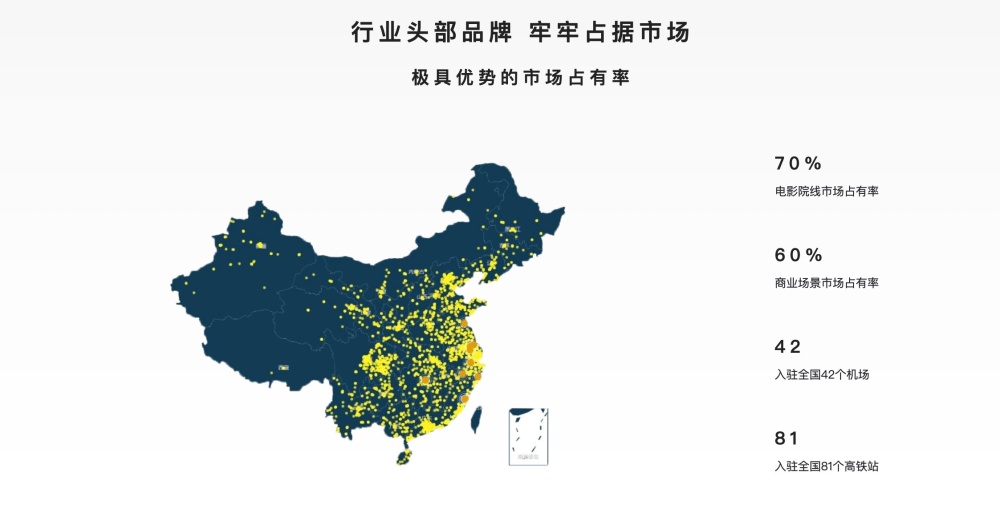 行业头部品牌 牢牢占据市场
极具优势的市场占有率
70%
电影院线市场占有率
60%
商业场景市场占有率
42
入驻全国42个机场
81
入驻全国81个高铁站